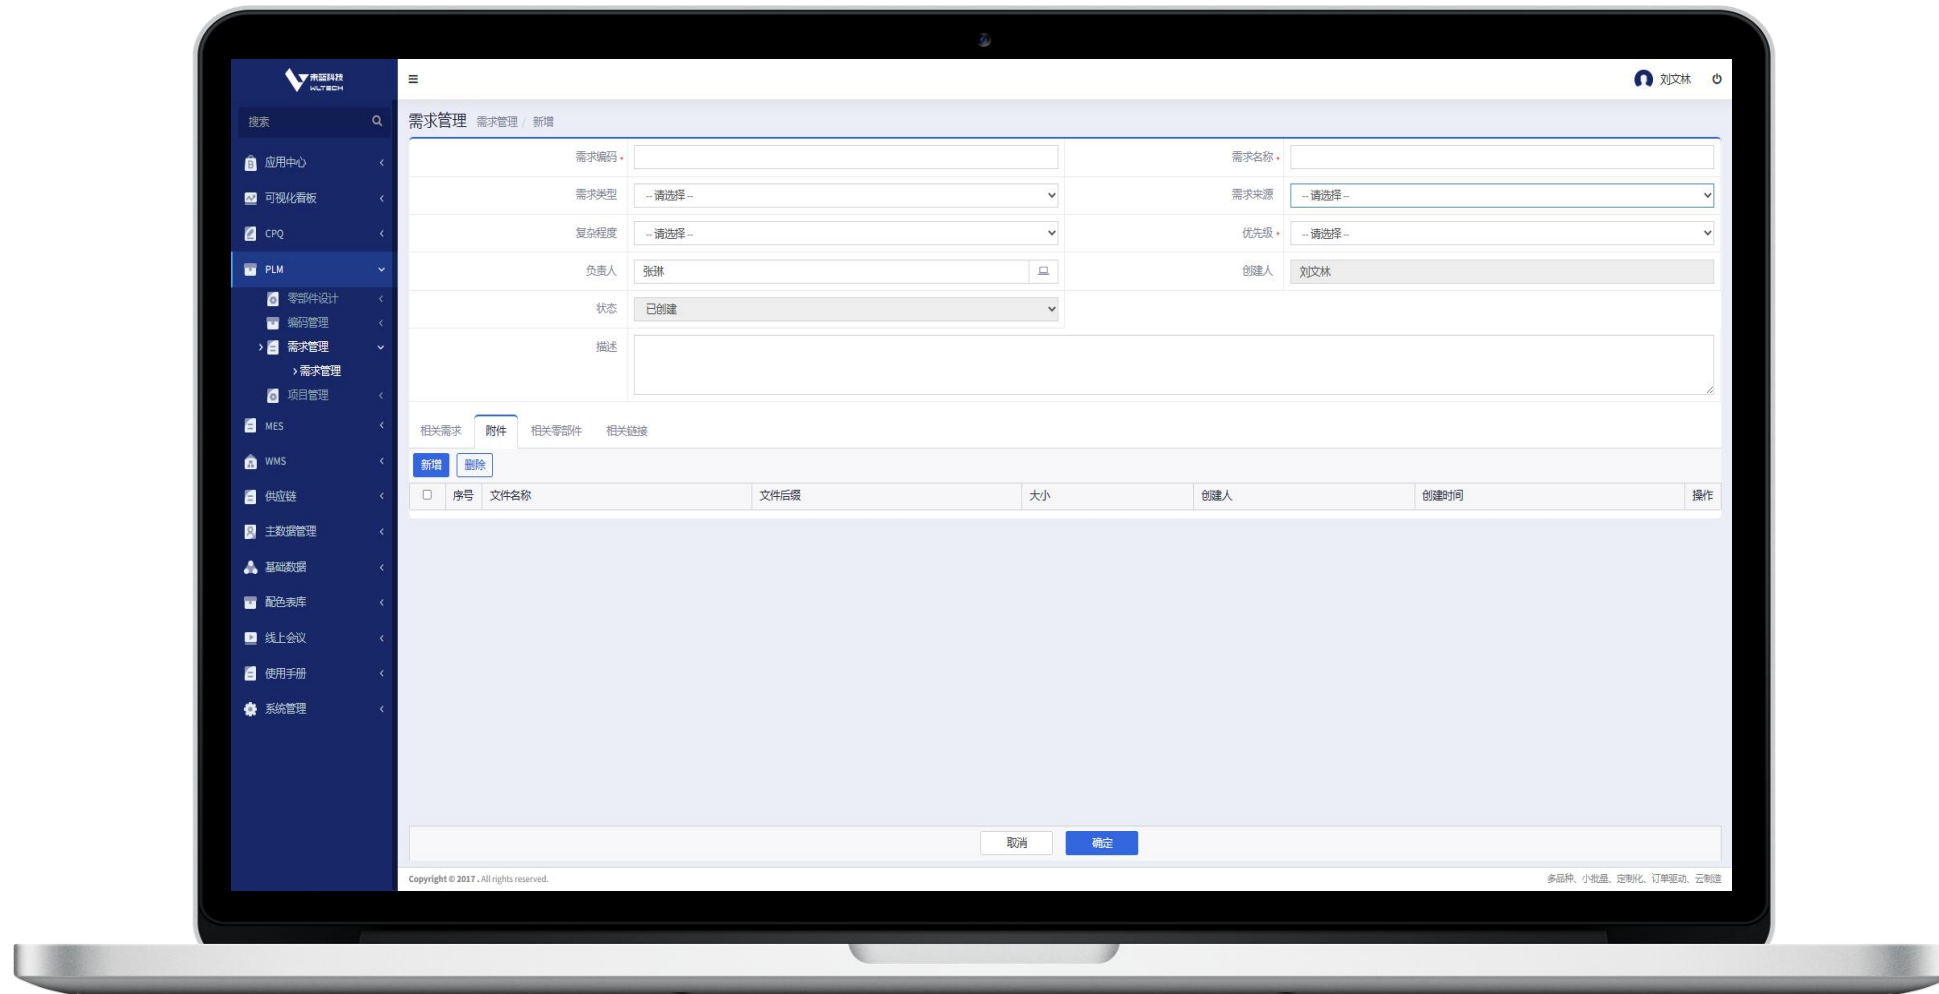 未蓝科技
WLTECH
刘文林
搜索
需求管理 需求管理 / 新增
应用中心
可视化看板
CPQ
PLM
零部件设计
编码管理
需求管理
需求管理
项目管理
MES
WMS
供应链
主数据管理
基础数据
配色表库
线上会议
使用手册
系统管理
需求编码 *
需求名称 *
需求类型 -- 请选择 --
需求来源 -- 请选择 --
复杂程度 -- 请选择 --
优先级 * -- 请选择 --
负责人 张琳
创建人 刘文林
状态 已创建
描述
相关需求 附件 相关零部件 相关链接
新增 删除
序号 文件名称 文件后缀 大小 创建人 创建时间 操作
取消 确定
Copyright © 2017 . All rights reserved.
多品种、小批量、定制化、订单驱动、云制造